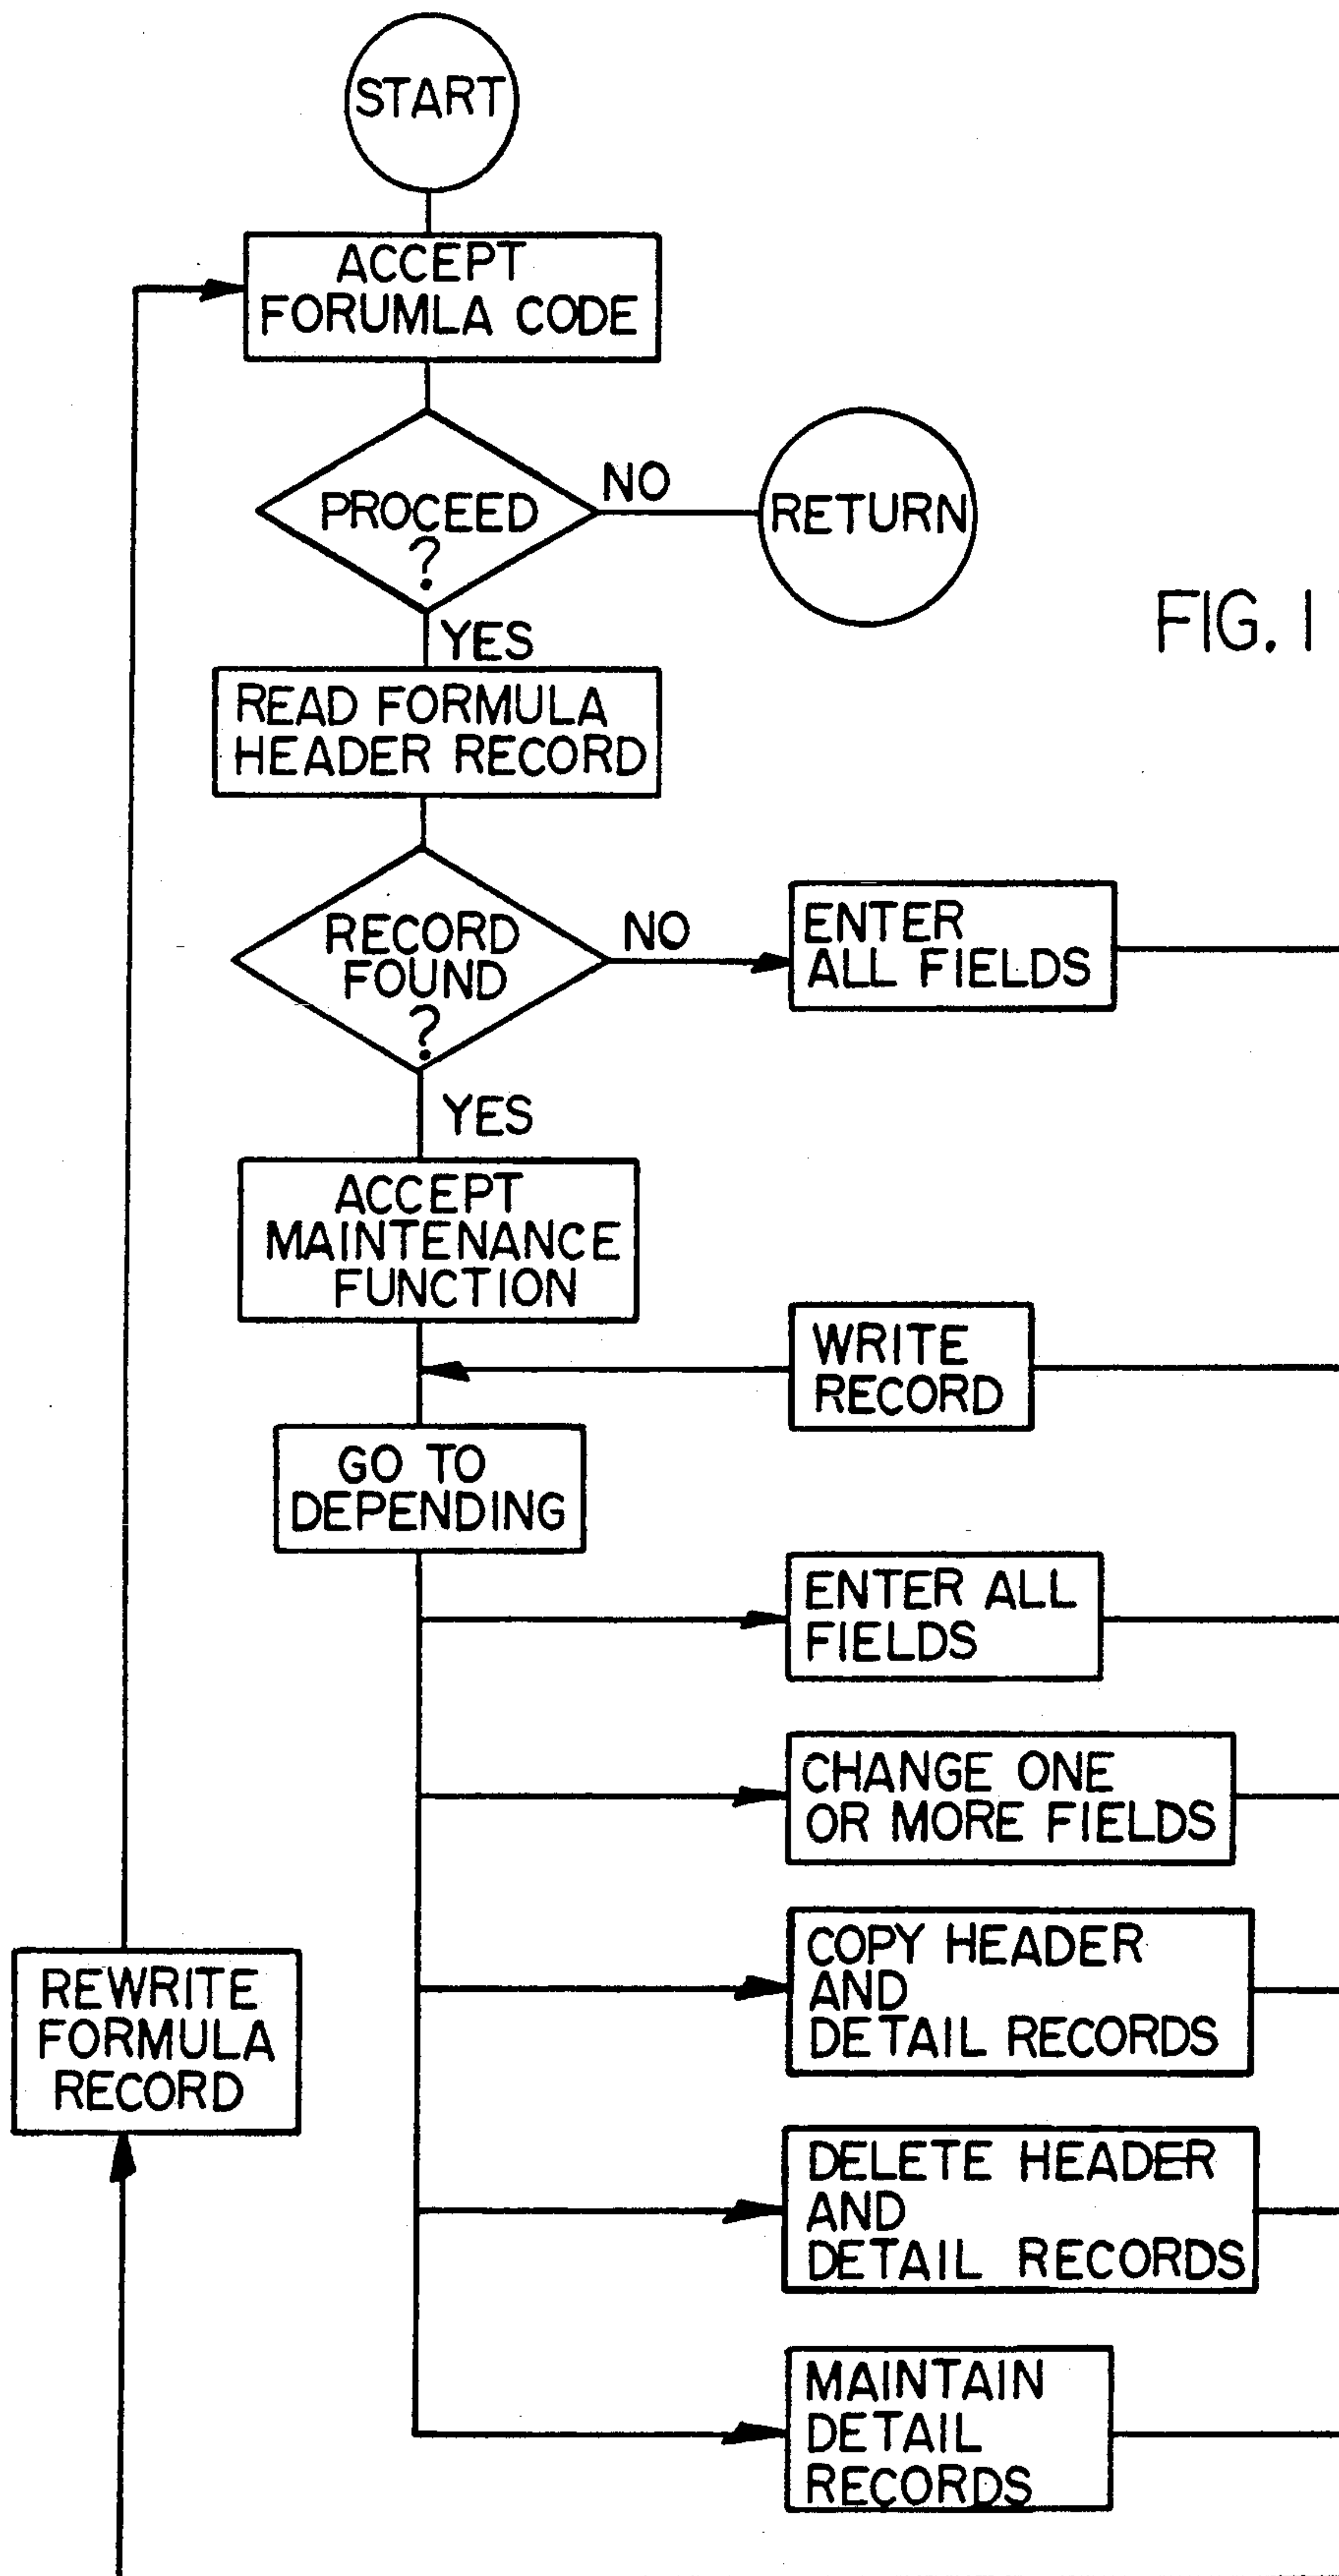 START
ACCEPT
FORUMLA CODE
PROCEED
?
NO
RETURN
YES
FIG. 1
READ FORMULA
HEADER RECORD
RECORD
FOUND
?
NO
ENTER
ALL FIELDS
YES
ACCEPT
MAINTENANCE
FUNCTION
WRITE
RECORD
GO TO
DEPENDING
ENTER ALL
FIELDS
CHANGE ONE
OR MORE FIELDS
COPY HEADER
AND
DETAIL RECORDS
REWRITE
FORMULA
RECORD
DELETE HEADER
AND
DETAIL RECORDS
MAINTAIN
DETAIL
RECORDS